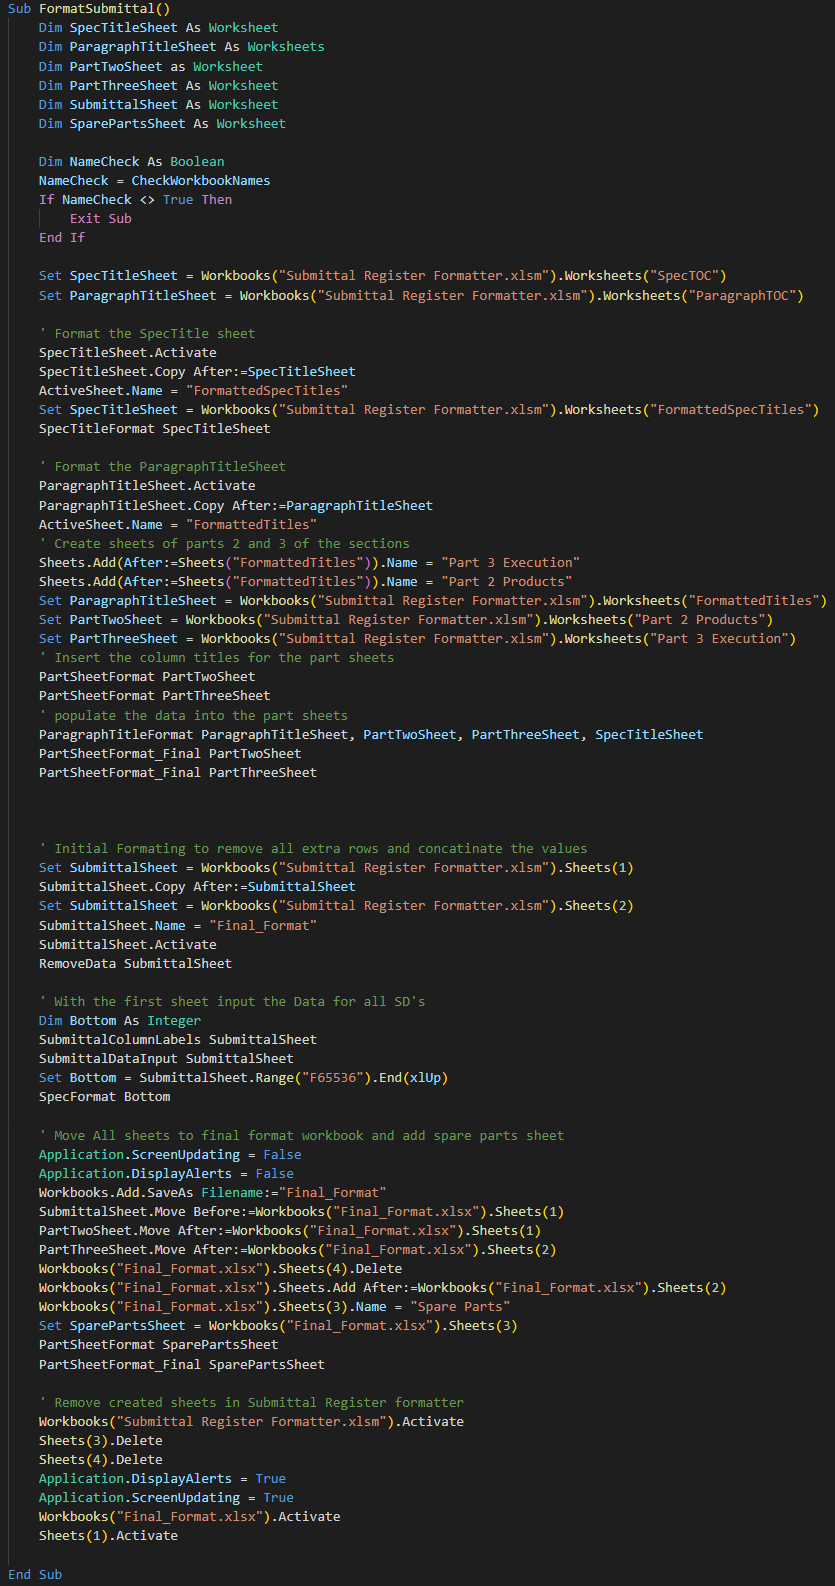 Sub FormatSubmittal()
    Dim SpecTitleSheet As Worksheet
    Dim ParagraphTitleSheet As Worksheets
    Dim PartTwoSheet as Worksheet
    Dim PartThreeSheet As Worksheet
    Dim SubmittalSheet As Worksheet
    Dim SparePartsSheet As Worksheet

    Dim NameCheck As Boolean
    NameCheck = CheckWorkbookNames
    If NameCheck <> True Then
        Exit Sub
    End If

    Set SpecTitleSheet = Workbooks("Submittal Register Formatter.xlsm").Worksheets("SpecTOC")
    Set ParagraphTitleSheet = Workbooks("Submittal Register Formatter.xlsm").Worksheets("ParagraphTOC")

    ' Format the SpecTitle sheet
    SpecTitleSheet.Activate
    SpecTitleSheet.Copy After:=SpecTitleSheet
    ActiveSheet.Name = "FormattedSpecTitles"
    Set SpecTitleSheet = Workbooks("Submittal Register Formatter.xlsm").Worksheets("FormattedSpecTitles")
    SpecTitleFormat SpecTitleSheet

    ' Format the ParagraphTitleSheet
    ParagraphTitleSheet.Activate
    ParagraphTitleSheet.Copy After:=ParagraphTitleSheet
    ActiveSheet.Name = "FormattedTitles"
    ' Create sheets of parts 2 and 3 of the sections
    Sheets.Add(After:=Sheets("FormattedTitles")).Name = "Part 3 Execution"
    Sheets.Add(After:=Sheets("FormattedTitles")).Name = "Part 2 Products"
    Set ParagraphTitleSheet = Workbooks("Submittal Register Formatter.xlsm").Worksheets("FormattedTitles")
    Set PartTwoSheet = Workbooks("Submittal Register Formatter.xlsm").Worksheets("Part 2 Products")
    Set PartThreeSheet = Workbooks("Submittal Register Formatter.xlsm").Worksheets("Part 3 Execution")
    ' Insert the column titles for the part sheets
    PartSheetFormat PartTwoSheet
    PartSheetFormat PartThreeSheet
    ' populate the data into the part sheets
    ParagraphTitleFormat ParagraphTitleSheet, PartTwoSheet, PartThreeSheet, SpecTitleSheet
    PartSheetFormat_Final PartTwoSheet
    PartSheetFormat_Final PartThreeSheet

    ' Initial Formating to remove all extra rows and concatinate the values
    Set SubmittalSheet = Workbooks("Submittal Register Formatter.xlsm").Sheets(1)
    SubmittalSheet.Copy After:=SubmittalSheet
    Set SubmittalSheet = Workbooks("Submittal Register Formatter.xlsm").Sheets(2)
    SubmittalSheet.Name = "Final_Format"
    SubmittalSheet.Activate
    RemoveData SubmittalSheet

    ' With the first sheet input the Data for all SD's
    Dim Bottom As Integer
    SubmittalColumnLabels SubmittalSheet
    SubmittalDataInput SubmittalSheet
    Set Bottom = SubmittalSheet.Range("F65536").End(xlUp)
    SpecFormat Bottom

    ' Move All sheets to final format workbook and add spare parts sheet
    Application.ScreenUpdating = False
    Application.DisplayAlerts = False
    Workbooks.Add.SaveAs Filename:="Final_Format"
    SubmittalSheet.Move Before:=Workbooks("Final_Format.xlsx").Sheets(1)
    PartTwoSheet.Move After:=Workbooks("Final_Format.xlsx").Sheets(1)
    PartThreeSheet.Move After:=Workbooks("Final_Format.xlsx").Sheets(2)
    Workbooks("Final_Format.xlsx").Sheets(4).Delete
    Workbooks("Final_Format.xlsx").Sheets.Add After:=Workbooks("Final_Format.xlsx").Sheets(2)
    Workbooks("Final_Format.xlsx").Sheets(3).Name = "Spare Parts"
    Set SparePartsSheet = Workbooks("Final_Format.xlsx").Sheets(3)
    PartSheetFormat SparePartsSheet
    PartSheetFormat_Final SparePartsSheet

    ' Remove created sheets in Submittal Register formatter
    Workbooks("Submittal Register Formatter.xlsm").Activate
    Sheets(3).Delete
    Sheets(4).Delete
    Application.DisplayAlerts = True
    Application.ScreenUpdating = True
    Workbooks("Final_Format.xlsx").Activate
    Sheets(1).Activate

End Sub